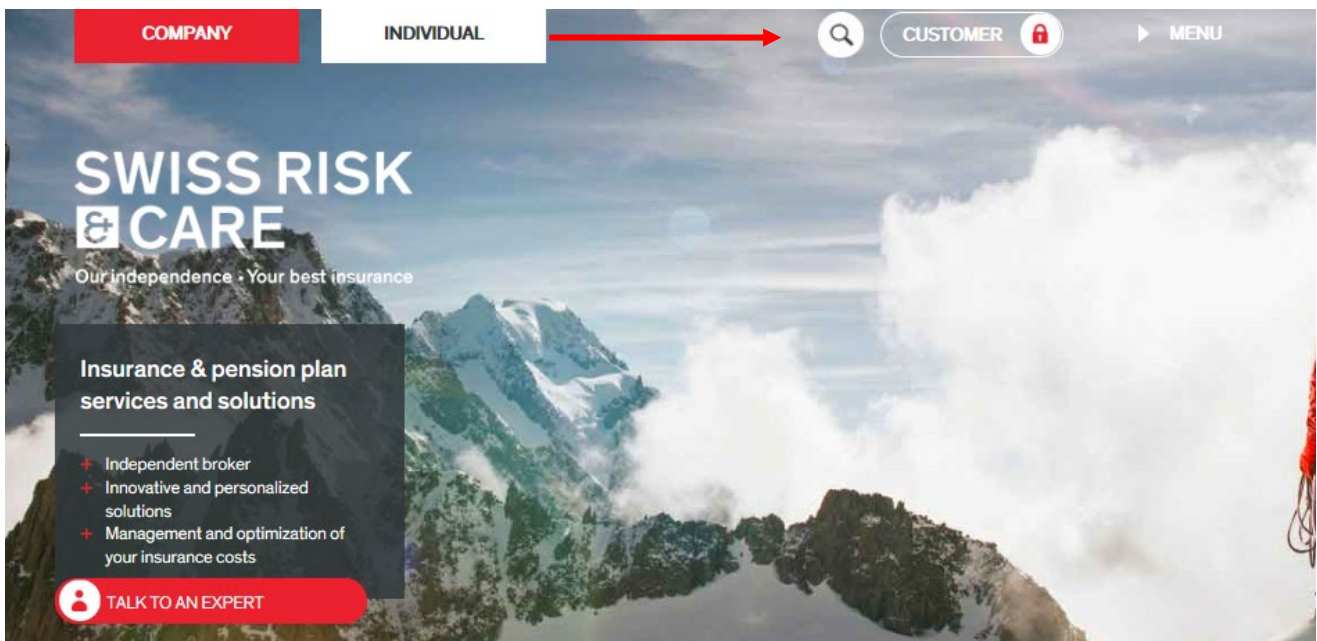 COMPANY
INDIVIDUAL
CUSTOMER
MENU
SWISS RISK
& CARE
Our independence · Your best insurance
Insurance & pension plan
services and solutions
+ Independent broker
+ Innovative and personalized
solutions
+ Management and optimization of
your insurance costs
TALK TO AN EXPERT